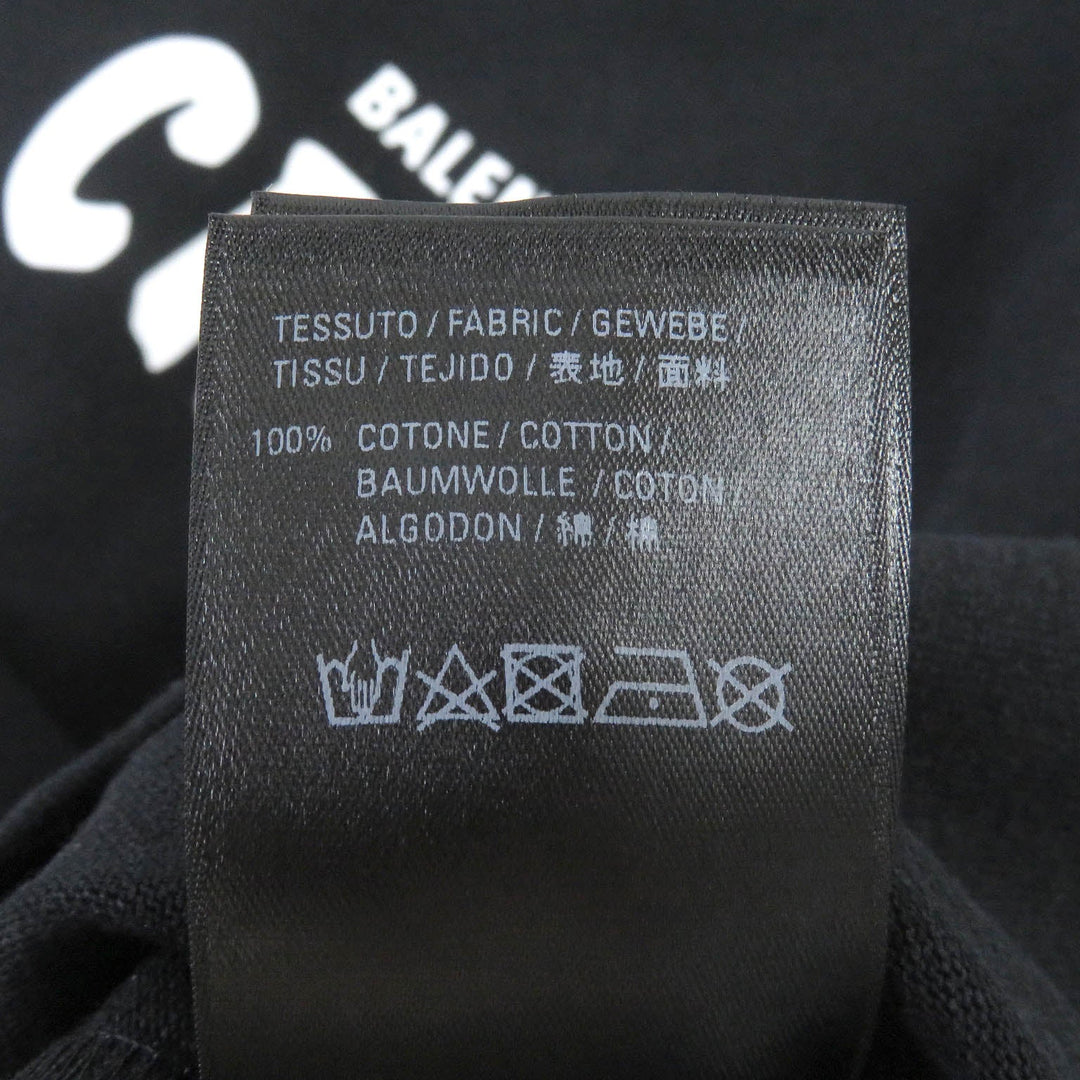 BALEN
TESSUTO / FABRIC / GEWEBE /
TISSU / TEJIDO / 表地 / 面料
100% COTONE / COTTON /
BAUMWOLLE / COTON /
ALGODON / 綿 / 棉